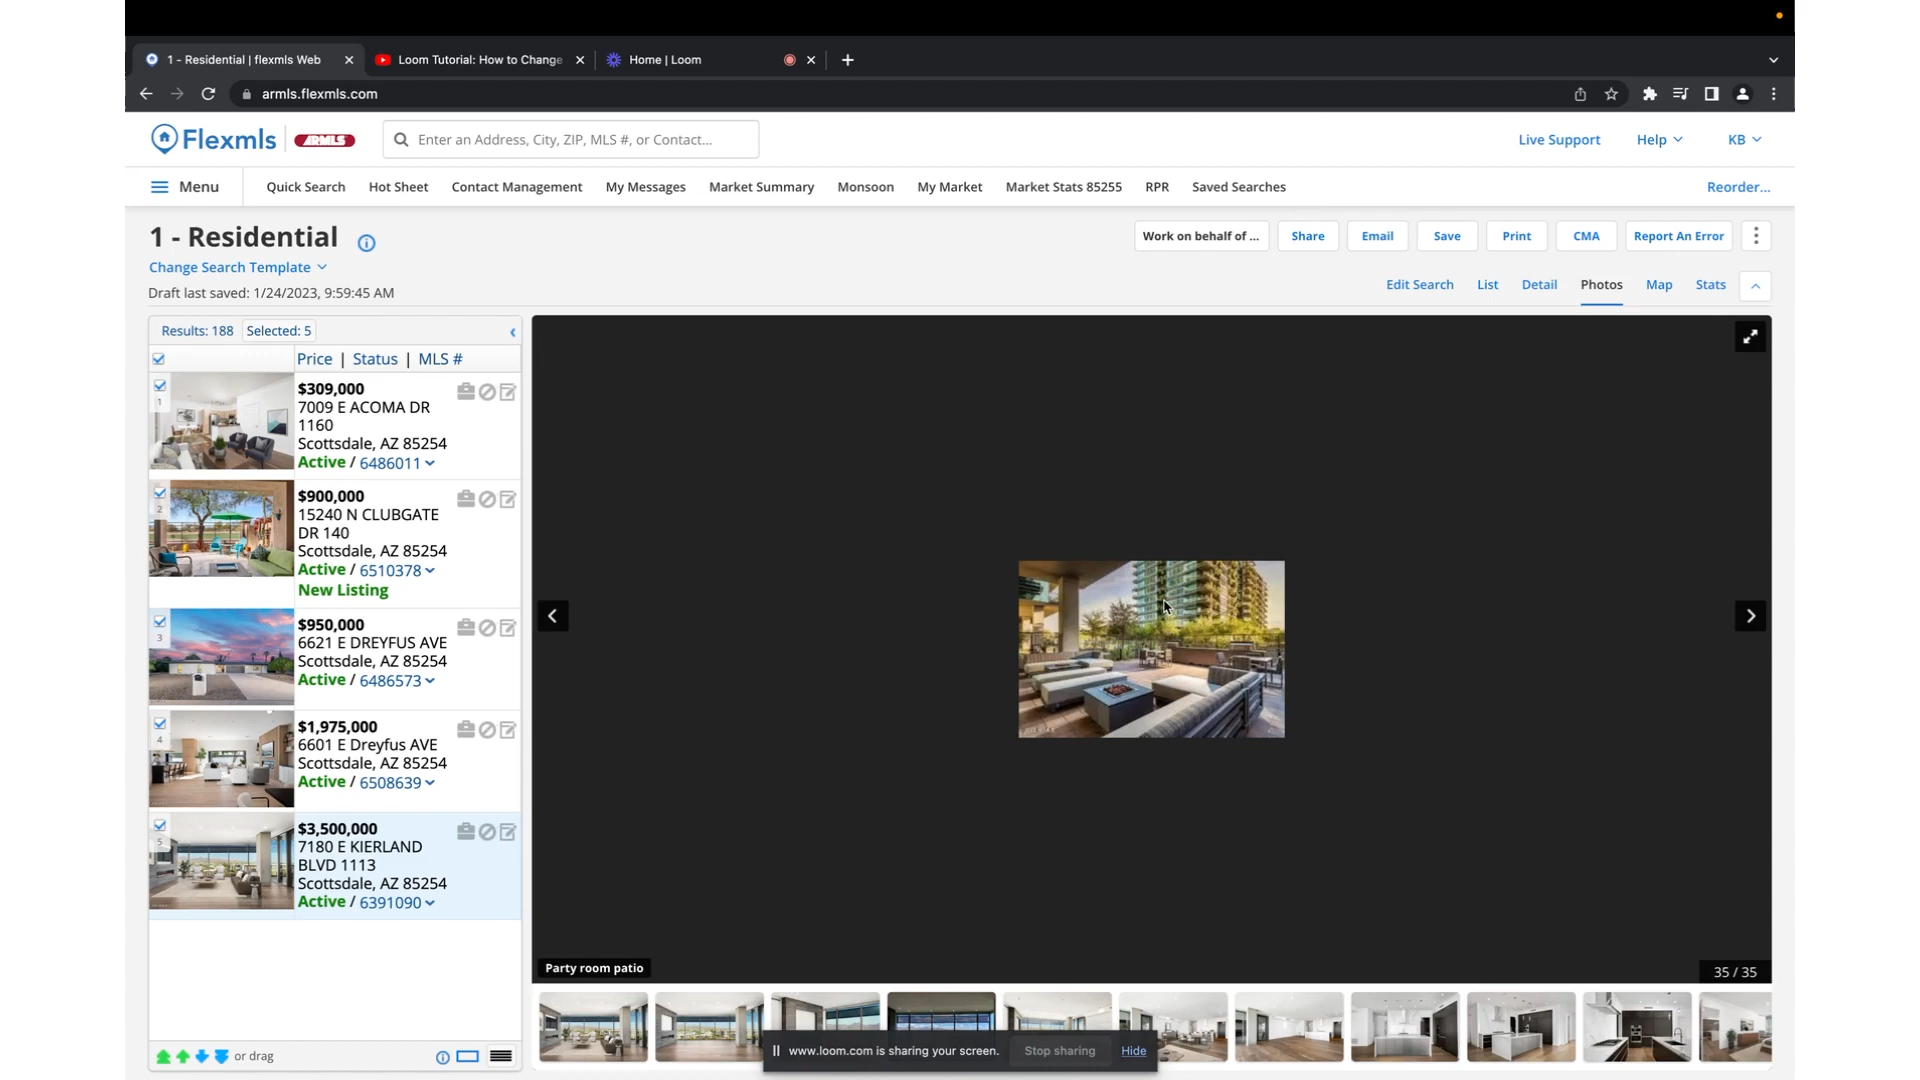 1 - Residential | flexmls Web
Loom Tutorial: How to Change
Home | Loom
armls.flexmls.com
Flexmls
ARMLS
Enter an Address, City, ZIP, MLS #, or Contact...
Live Support
Help
KB
Menu
Quick Search
Hot Sheet
Contact Management
My Messages
Market Summary
Monsoon
My Market
Market Stats 85255
RPR
Saved Searches
Reorder...
1 - Residential
Work on behalf of ...
Share
Email
Save
Print
CMA
Report An Error
Change Search Template
Draft last saved: 1/24/2023, 9:59:45 AM
Edit Search
List
Detail
Photos
Map
Stats
Results: 188
Selected: 5
Price | Status | MLS #
1
$309,000
7009 E ACOMA DR
1160
Scottsdale, AZ 85254
Active / 6486011
2
$900,000
15240 N CLUBGATE
DR 140
Scottsdale, AZ 85254
Active / 6510378
New Listing
3
$950,000
6621 E DREYFUS AVE
Scottsdale, AZ 85254
Active / 6486573
4
$1,975,000
6601 E Dreyfus AVE
Scottsdale, AZ 85254
Active / 6508639
5
$3,500,000
7180 E KIERLAND
BLVD 1113
Scottsdale, AZ 85254
Active / 6391090
Party room patio
35 / 35
or drag
www.loom.com is sharing your screen.
Stop sharing
Hide